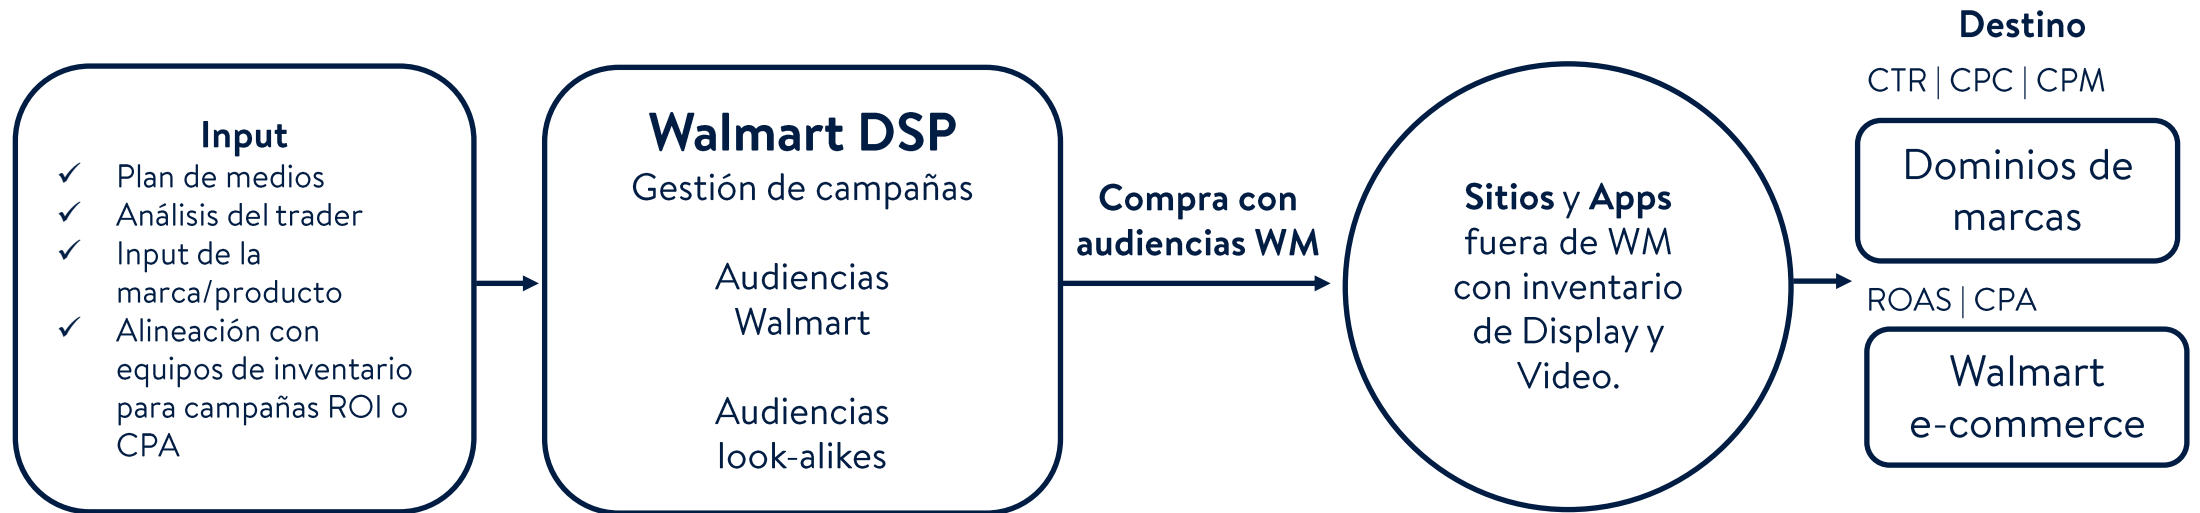 Input
✓ Plan de medios
✓ Análisis del trader
✓ Input de la
marca/producto
✓ Alineación con
equipos de inventario
para campañas ROI o
CPA
Walmart DSP
Gestión de campañas
Audiencias
Walmart
Audiencias
look-alikes
Compra con
audiencias WM
Sitios y Apps
fuera de WM
con inventario
de Display y
Video.
Destino
CTR | CPC | CPM
Dominios de
marcas
ROAS | CPA
Walmart
e-commerce